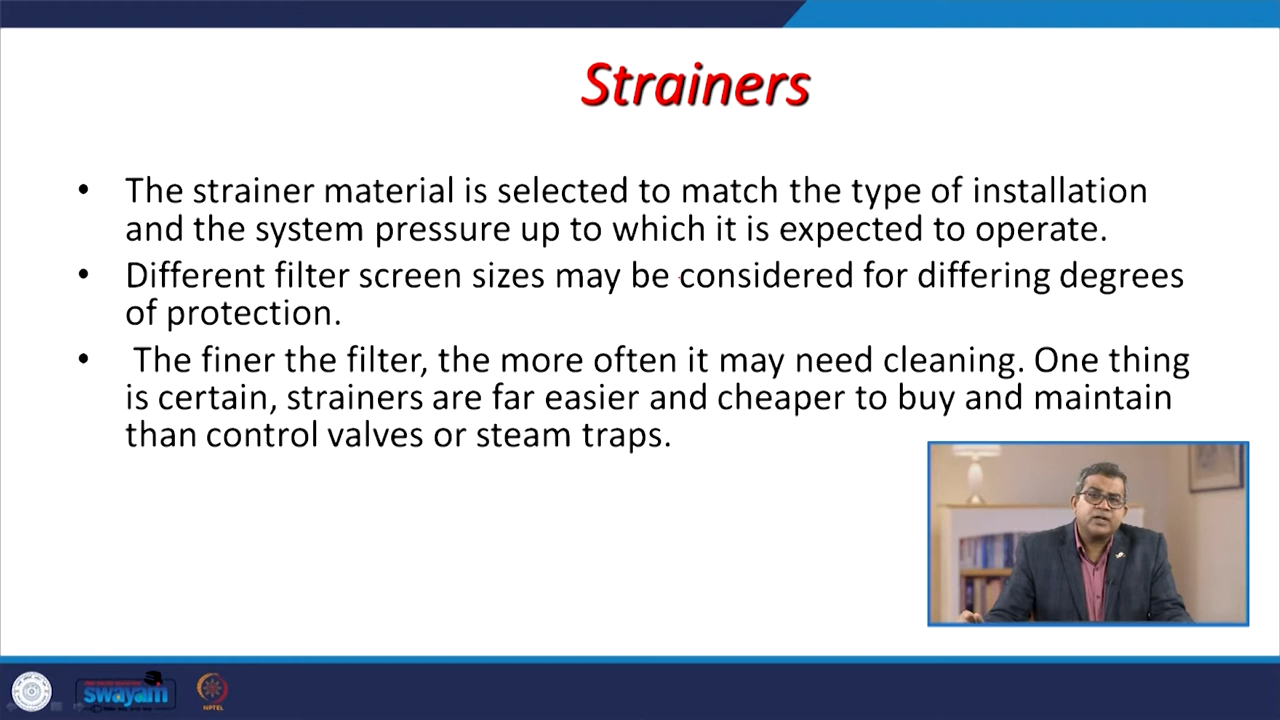 Strainers
• The strainer material is selected to match the type of installation
and the system pressure up to which it is expected to operate.
• Different filter screen sizes may be considered for differing degrees
of protection.
• The finer the filter, the more often it may need cleaning. One thing
is certain, strainers are far easier and cheaper to buy and maintain
than control valves or steam traps.
swayam
NPTEL